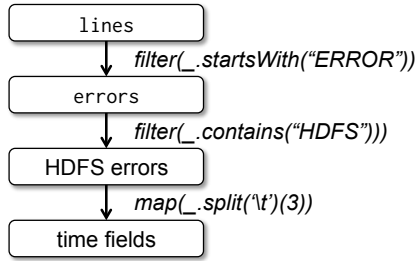 lines
filter(_.startsWith(“ERROR”))
errors
filter(_.contains(“HDFS”)))
HDFS errors
map(_.split(‘\t’)(3))
time fields